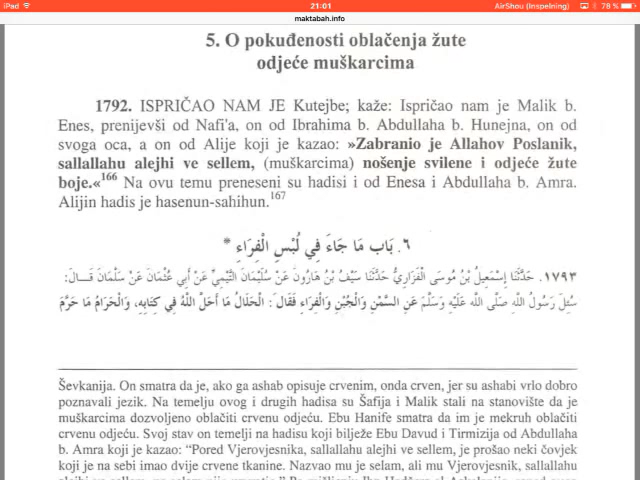 iPad 21:01 AirShou (Inspelning) 78 %
maktabah.info
5. O pokuđenosti oblačenja žute
odjeće muškarcima
1792. ISPRIČAO NAM JE Kutejbe; kaže: Ispričao nam je Malik b.
Enes, prenijevši od Nafi'a, on od Ibrahima b. Abdullaha b. Hunejna, on od
svoga oca, a on od Alije koji je kazao: »Zabranio je Allahov Poslanik,
sallallahu alejhi ve sellem, (muškarcima) nošenje svilene i odjeće žute
boje.«166 Na ovu temu preneseni su hadisi i od Enesa i Abdullaha b. Amra.
Alijin hadis je hasenun-sahihun.167
٦. بَاب مَا جَاءَ فِي لُبْسِ الْفِرَاءِ *
١٧٩٣. حَدَّثَنَا إِسْمَعِيلُ بْنُ مُوسَى الْفَزَارِيُّ حَدَّثَنَا سَيْفُ بْنُ هَارُونَ عَنْ سُلَيْمَانَ التَّيْمِيِّ عَنْ أَبِي عُثْمَانَ عَنْ سَلْمَانَ قَالَ:
سُئِلَ رَسُولُ اللَّهِ صَلَّى اللَّه عَلَيْهِ وَسَلَّمَ عَنِ السَّمْنِ وَالْجُبْنِ وَالْفِرَاءِ فَقَالَ: الْحَلَالُ مَا أَحَلَّ اللَّهُ فِي كِتَابِهِ، وَالْحَرَامُ مَا حَرَّمَ
Ševkanija. On smatra da je, ako ga ashab opisuje crvenim, onda crven, jer su ashabi vrlo dobro
poznavali jezik. Na temelju ovog i drugih hadisa su Šafija i Malik stali na stanovište da je
muškarcima dozvoljeno oblačiti crvenu odjeću. Ebu Hanife smatra da im je mekruh oblačiti
crvenu odjeću. Svoj stav on temelji na hadisu koji bilježe Ebu Davud i Tirmizija od Abdullaha
b. Amra koji je kazao: “Pored Vjerovjesnika, sallallahu alejhi ve sellem, je prošao neki čovjek
koji je na sebi imao dvije crvene tkanine. Nazvao mu je selam, ali mu Vjerovjesnik, sallallahu